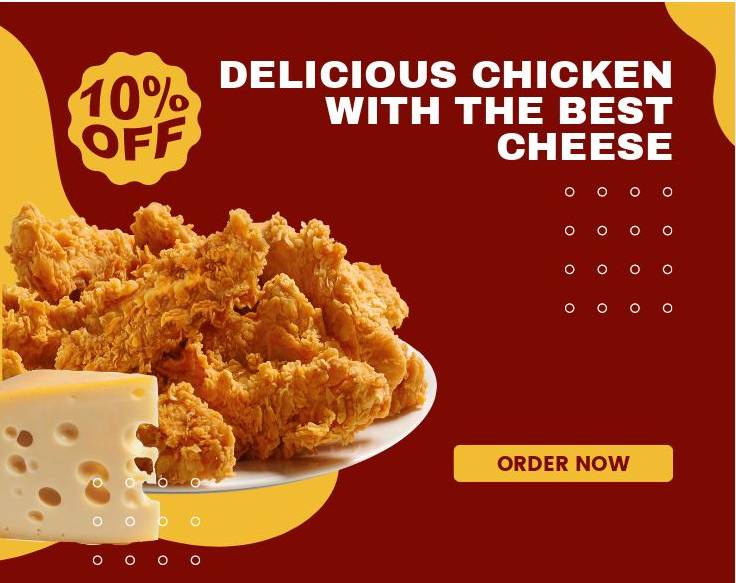 10%
OFF
DELICIOUS CHICKEN
WITH THE BEST
CHEESE
ORDER NOW